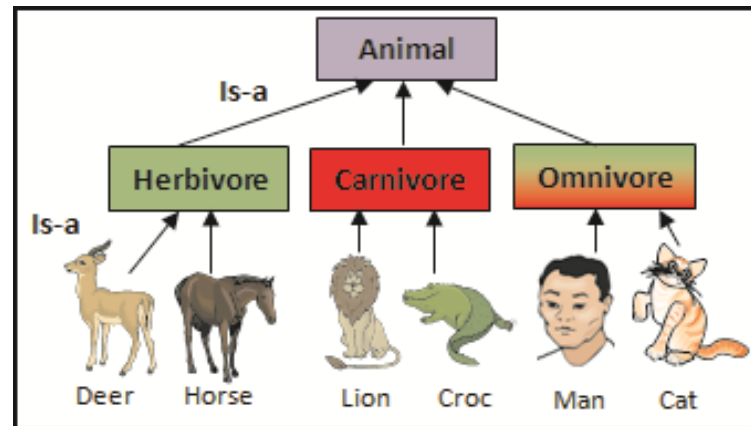 Animal
Is-a
Herbivore Carnivore Omnivore
Is-a
Deer Horse Lion Croc Man Cat